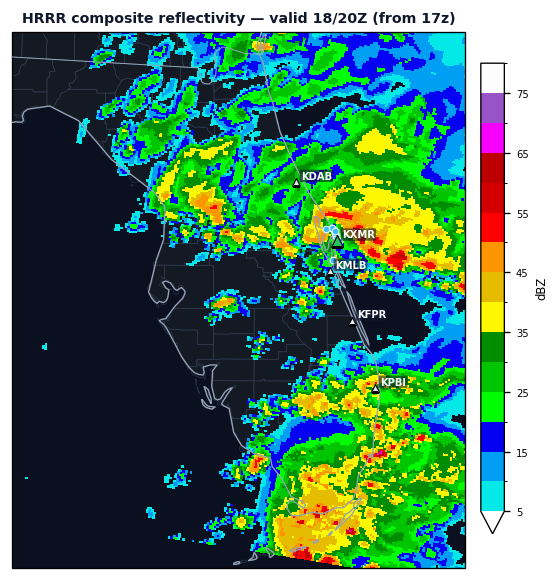 HRRR composite reflectivity — valid 18/20Z (from 17z)
KDAB
KXMR
KMLB
KFPR
KPBI
75
65
55
45
35
25
15
5
dBZ